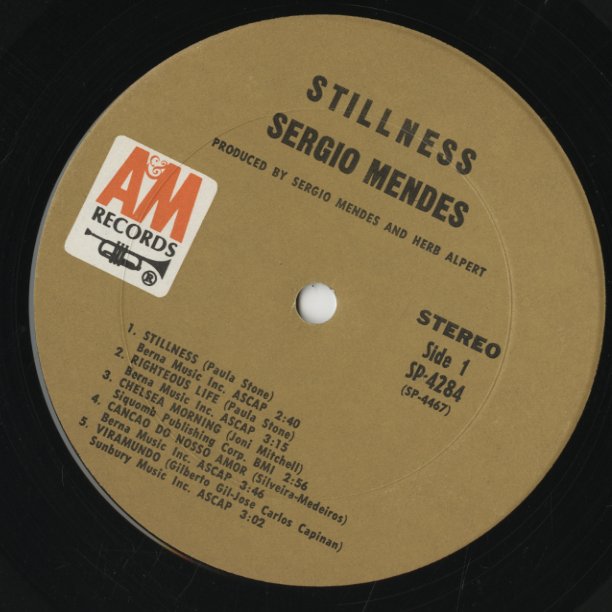 STILLNESS
SERGIO MENDES
PRODUCED BY SERGIO MENDES AND HERB ALPERT
A&M
RECORDS
®
STEREO
Side 1
SP-4284
(SP-4467)
1. STILLNESS (Paula Stone)
Berna Music Inc. ASCAP 2:40
2. RIGHTEOUS LIFE (Paula Stone)
Berna Music Inc. ASCAP 3:15
3. CHELSEA MORNING (Joni Mitchell)
Siquomb Publishing Corp. BMI 2:56
4. CANCAO DO NOSSO AMOR (Silveira-Medeiros)
Berna Music Inc. ASCAP 3:46
5. VIRAMUNDO (Gilberto Gil-Jose Carlos Capinan)
Sunbury Music Inc. ASCAP 3:02